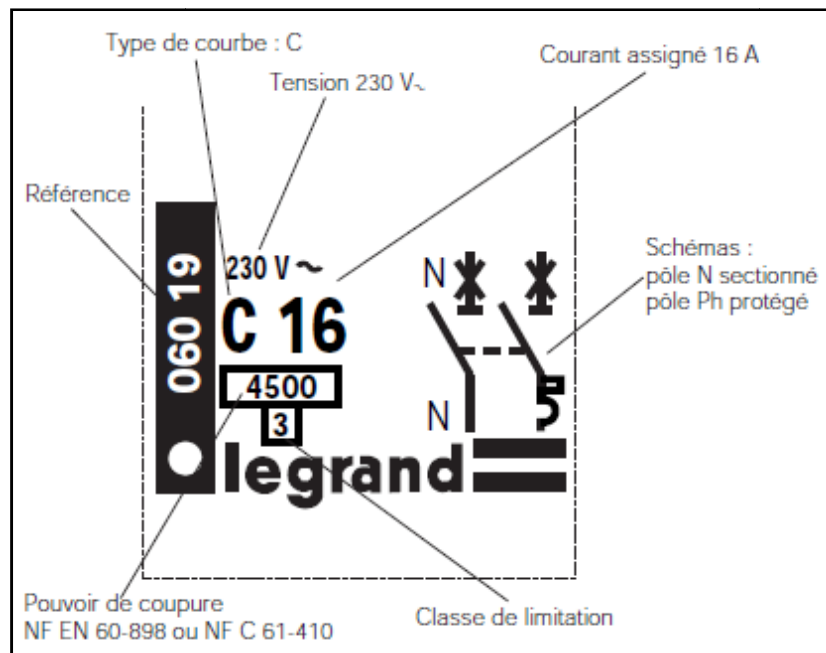 Type de courbe : C
Tension 230 V~
Courant assigné 16 A
Référence
060 19
230 V ~
C 16
4500
3
legrand
N
N
Schémas :
pôle N sectionné
pôle Ph protégé
Pouvoir de coupure
NF EN 60-898 ou NF C 61-410
Classe de limitation